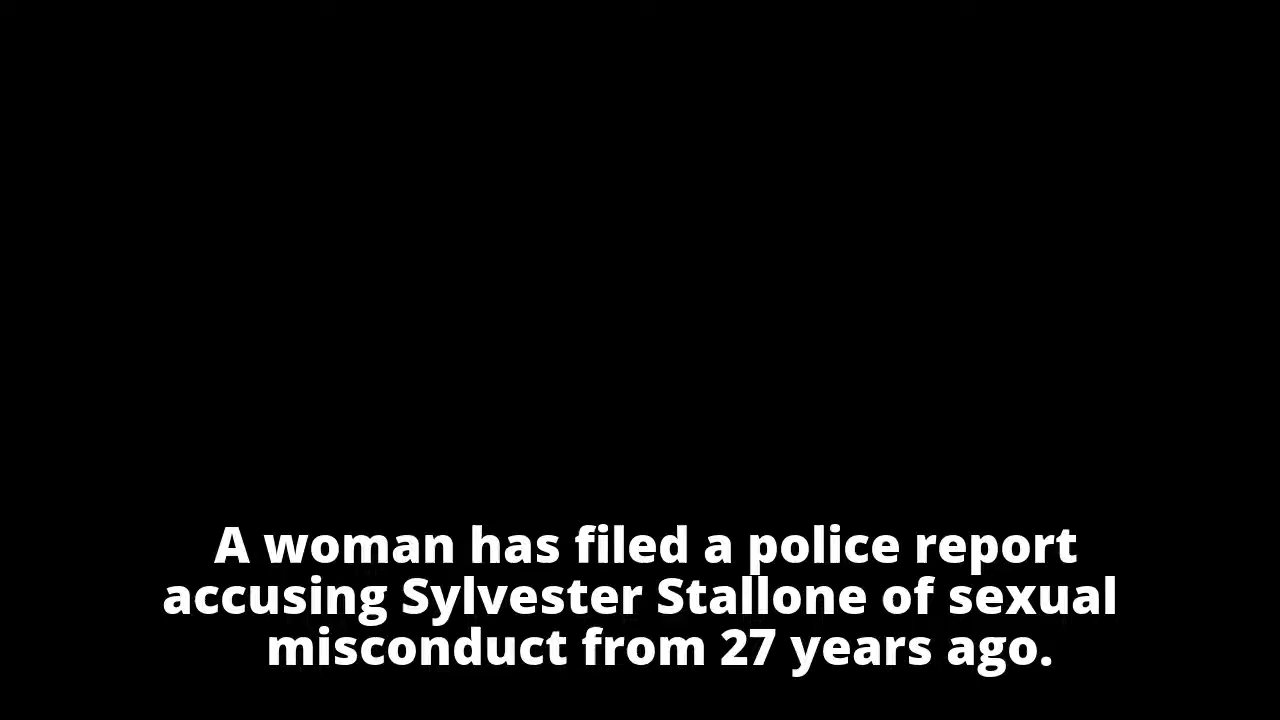 A woman has filed a police report
accusing Sylvester Stallone of sexual
misconduct from 27 years ago.